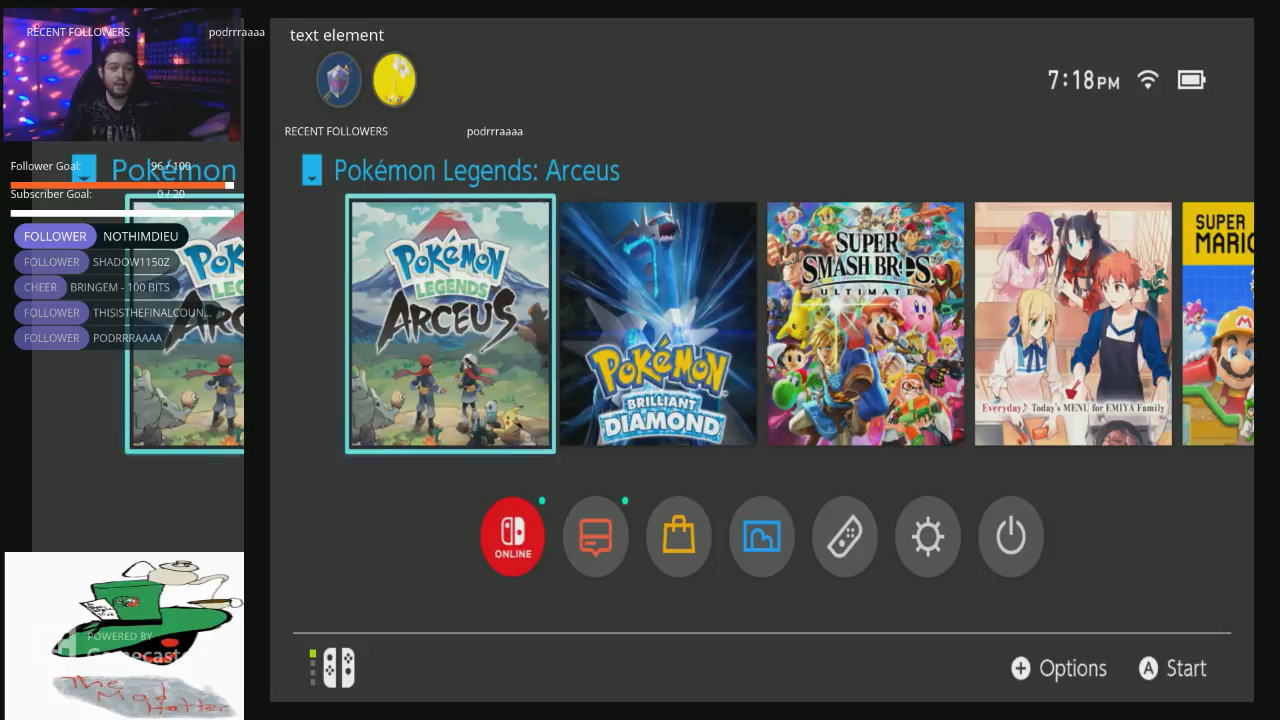 RECENT FOLLOWERS podrrraaaa
text element
7:18PM
RECENT FOLLOWERS podrrraaaa
Follower Goal: 96 / 100
Pokémon
Pokémon Legends: Arceus
Subscriber Goal: 0 / 20
FOLLOWER NOTHIMDIEU
FOLLOWER SHADOW1150Z
CHEER BRINGEM - 100 BITS
FOLLOWER THISISTHEFINALCOUN...
FOLLOWER PODRRRAAAA
POKÉMON
LEGENDS
ARCEUS
POKÉMON
BRILLIANT
DIAMOND
SUPER
SMASH BROS.
ULTIMATE
Everyday♪ Today's MENU for EMIYA Family
SUPER
MARIO
ONLINE
POWERED BY
Gamecaste
The
Mad
Hatter
Options
Start